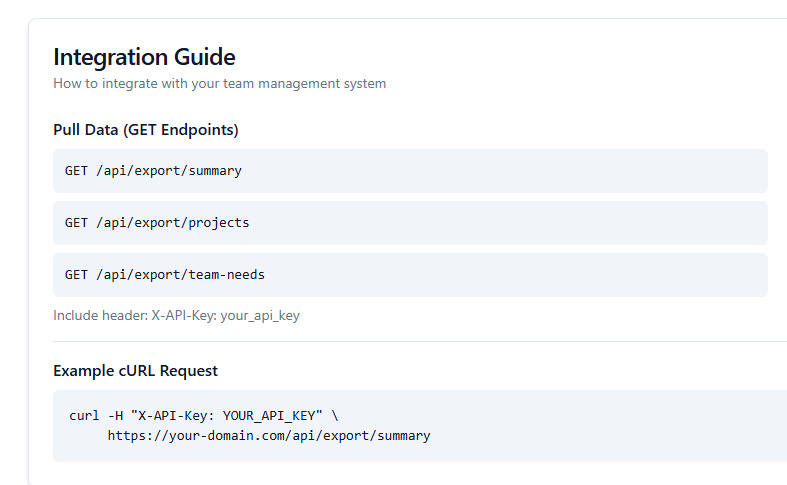 Integration Guide
How to integrate with your team management system
Pull Data (GET Endpoints)
GET /api/export/summary
GET /api/export/projects
GET /api/export/team-needs
Include header: X-API-Key: your_api_key
Example cURL Request
curl -H "X-API-Key: YOUR_API_KEY" \
     https://your-domain.com/api/export/summary